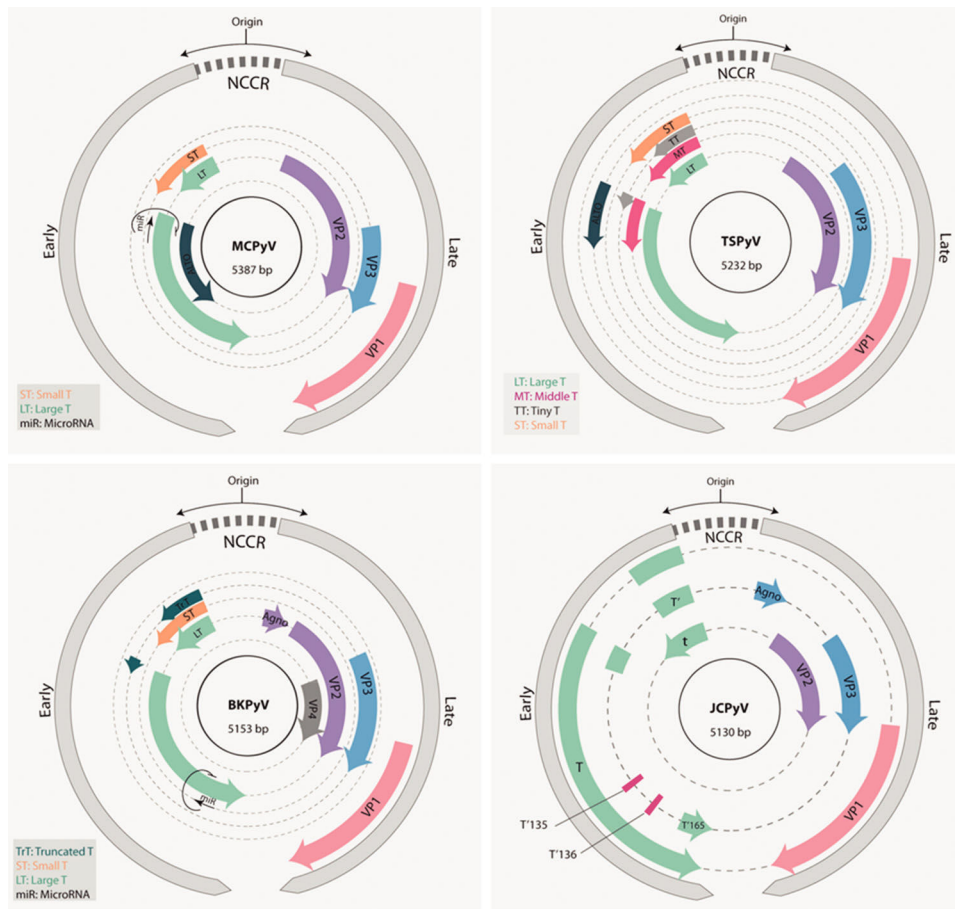 Origin
NCCR
ST
LT
miR
VP2
VP3
VP1
MCPyV
5387 bp
Early
Late
ST: Small T
LT: Large T
miR: MicroRNA
Origin
NCCR
ST
TT
MT
LT
VP2
VP3
VP1
TSPyV
5232 bp
Early
Late
LT: Large T
MT: Middle T
TT: Tiny T
ST: Small T
Origin
NCCR
TrT
ST
LT
Agno
VP2
VP3
VP4
VP1
BKPyV
5153 bp
miR
Early
Late
TrT: Truncated T
ST: Small T
LT: Large T
miR: MicroRNA
Origin
NCCR
T'
t
Agno
VP2
VP3
JCPyV
5130 bp
T
VP1
T'135
T'136
T'165
Early
Late